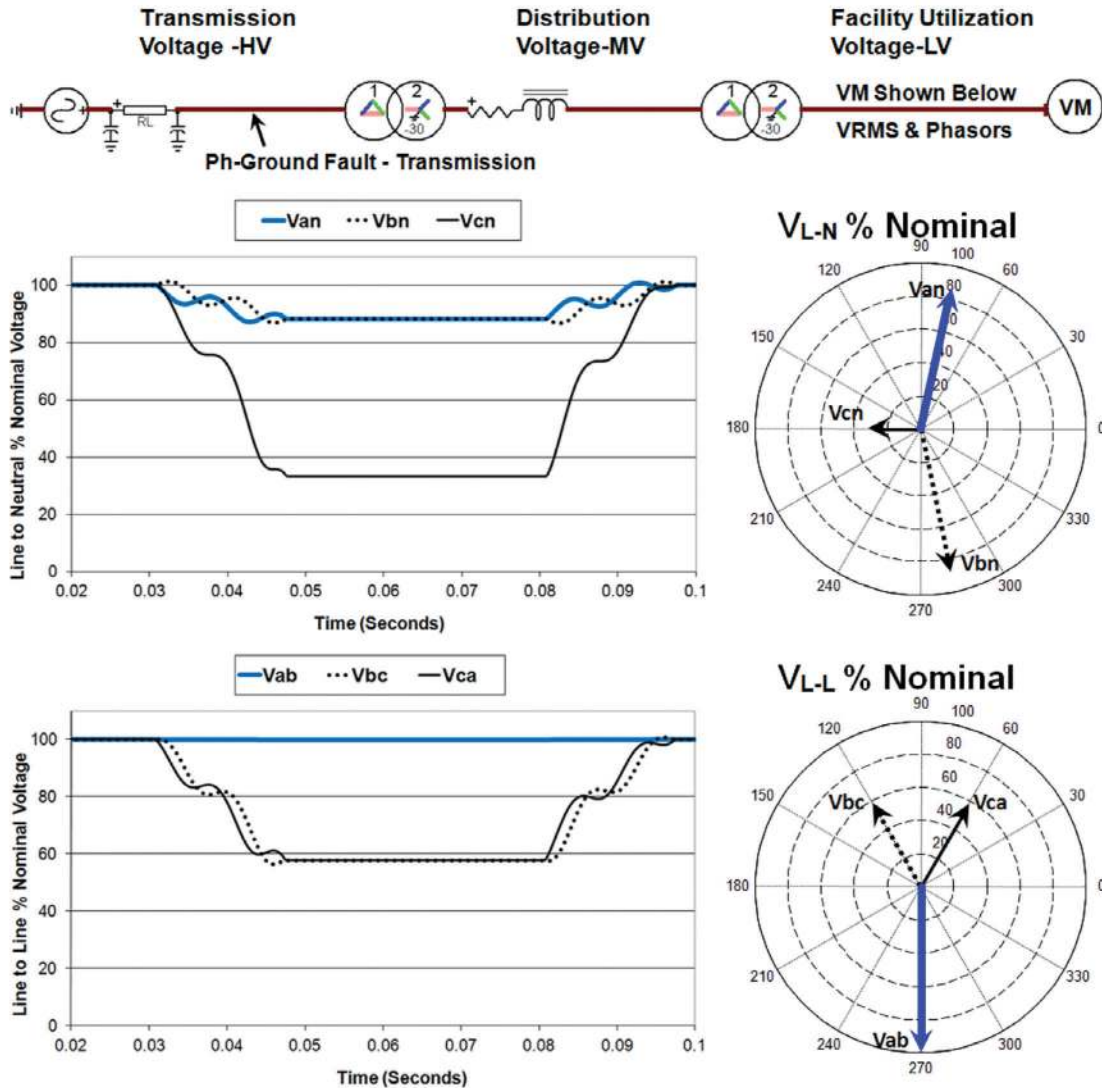 Transmission
Voltage -HV
Distribution
Voltage-MV
Facility Utilization
Voltage-LV
RL
1
2
-30
1
2
-30
VM Shown Below
VRMS & Phasors
VM
Ph-Ground Fault - Transmission
Van Vbn Vcn
Line to Neutral % Nominal Voltage
100
80
60
40
20
0
0.02 0.03 0.04 0.05 0.06 0.07 0.08 0.09 0.1
Time (Seconds)
VL-N % Nominal
90
100
120
60
80
60
40
20
150
30
180
0
210
330
240
300
270
Van
Vcn
Vbn
Vab Vbc Vca
Line to Line % Nominal Voltage
100
80
60
40
20
0
0.02 0.03 0.04 0.05 0.06 0.07 0.08 0.09 0.1
Time (Seconds)
VL-L % Nominal
90
100
120
60
80
60
40
20
150
30
180
0
210
330
240
300
270
Vbc
Vca
Vab